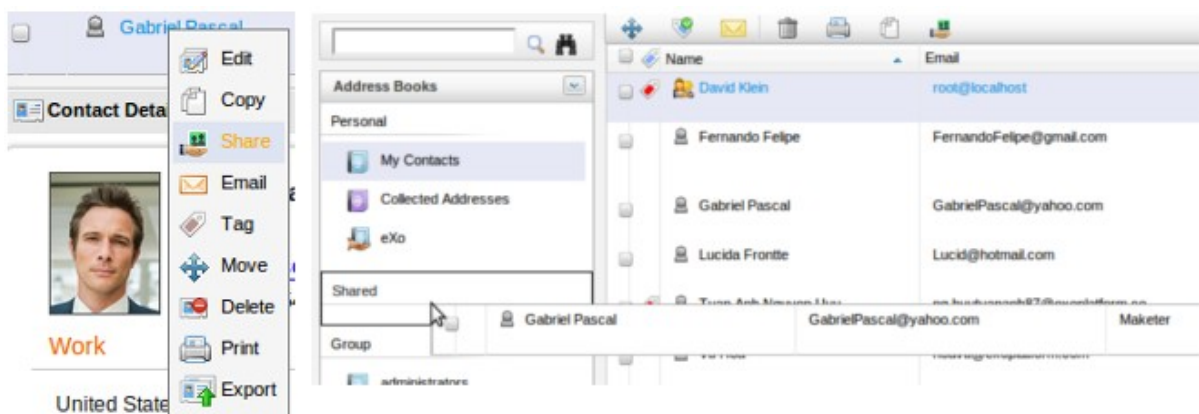 Gabriel Pascal
Edit
Contact Deta
Copy
Share
Email
Tag
Move
Delete
Work
Print
United State
Export
Address Books
Personal
My Contacts
Collected Addresses
eXo
Shared
Group
administrators
Name Email
David Klein root@localhost
Fernando Felipe FernandoFelipe@gmail.com
Gabriel Pascal GabrielPascal@yahoo.com
Lucida Frontte Lucid@hotmail.com
Gabriel Pascal GabrielPascal@yahoo.com Maketer